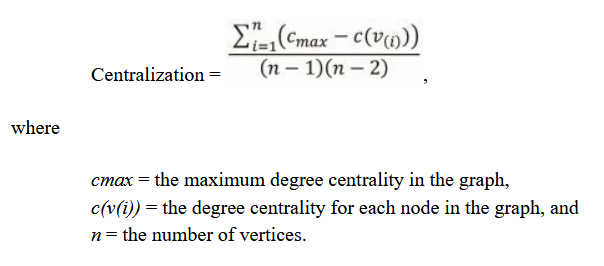 Centralization = \frac{\sum_{i=1}^{n}(c_{max} − c(v_{(i)}))}{(n − 1)(n − 2)} ,
where
cmax = the maximum degree centrality in the graph,
c(v(i)) = the degree centrality for each node in the graph, and
n = the number of vertices.